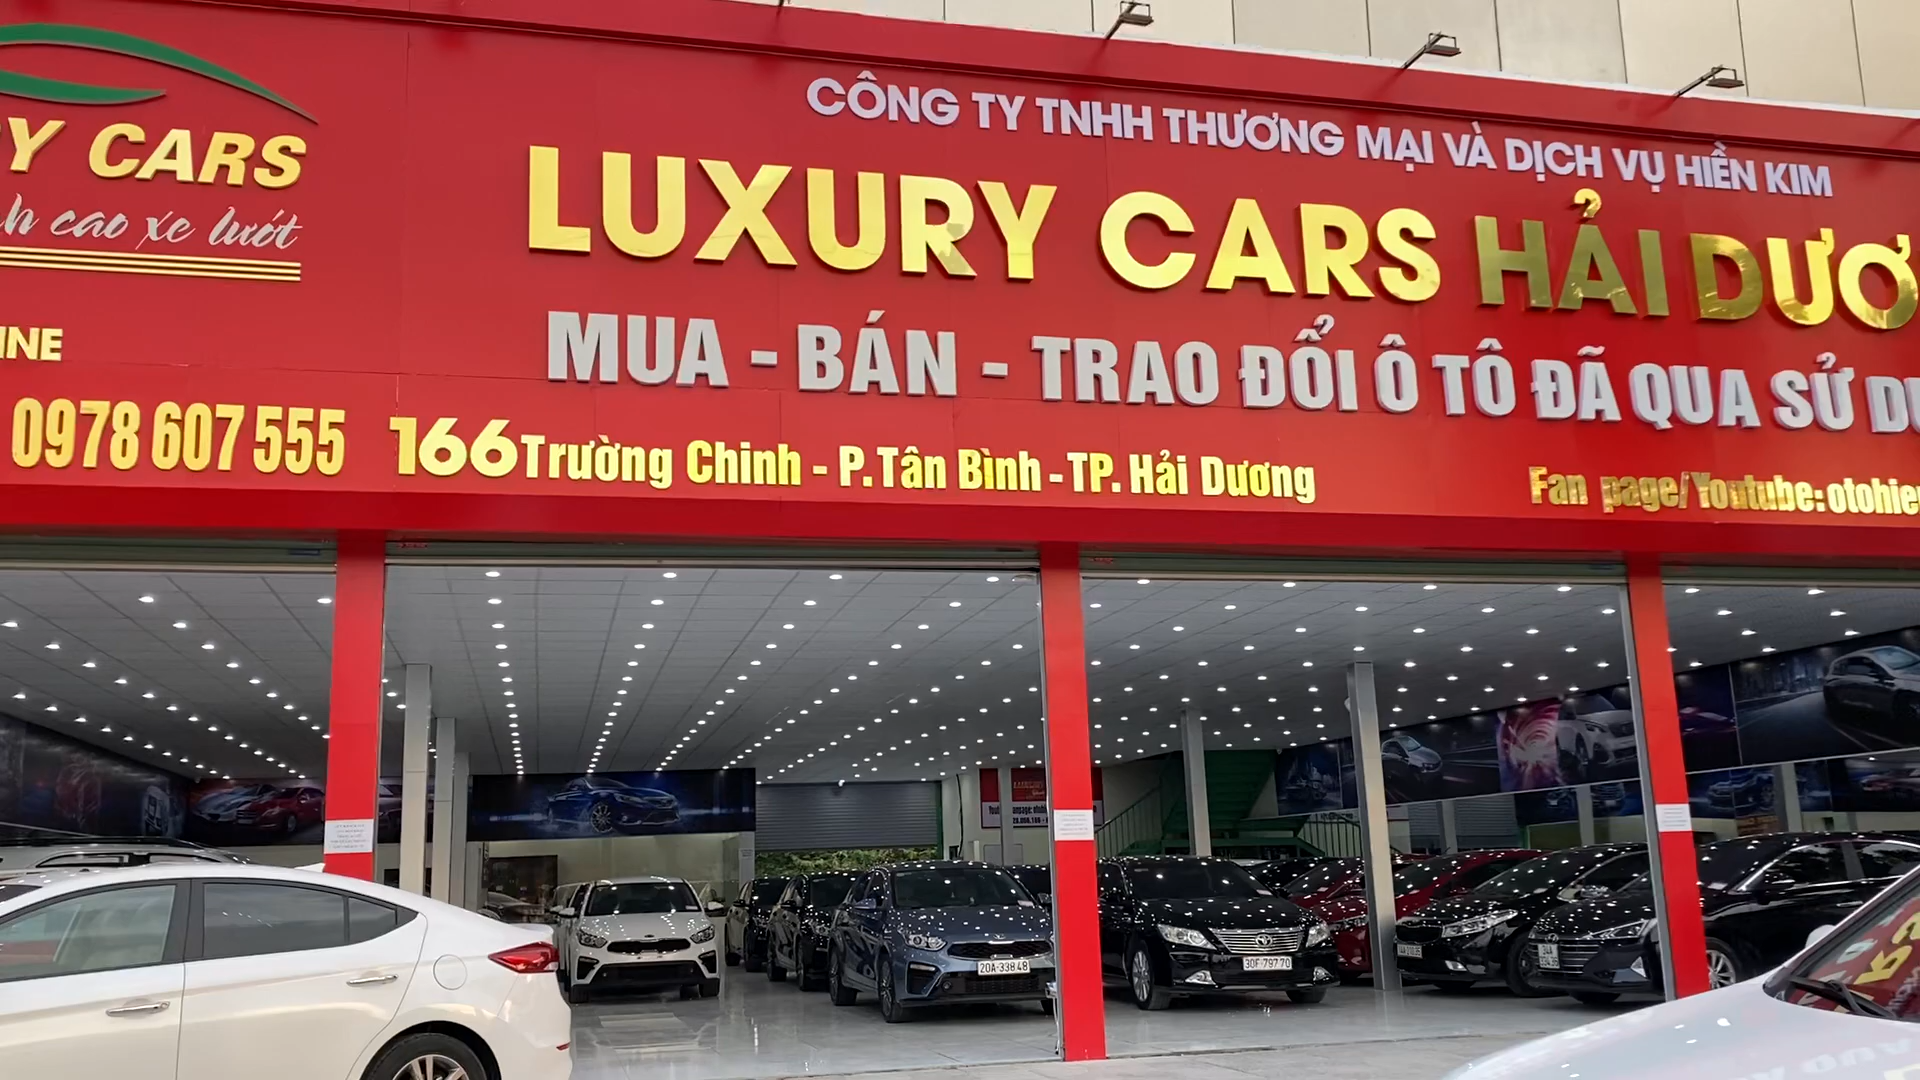 CÔNG TY TNHH THƯƠNG MẠI VÀ DỊCH VỤ HIỀN KIM
CARS
LUXURY CARS HẢI DƯƠ
cao xe lướt
MUA - BÁN - TRAO ĐỔI Ô TÔ ĐÃ QUA SỬ
0978 607 555
166 Trường Chinh - P. Tân Bình - TP. Hải Dương
Fan page/Youtube: otohie
20A-338.48
30F-797.70